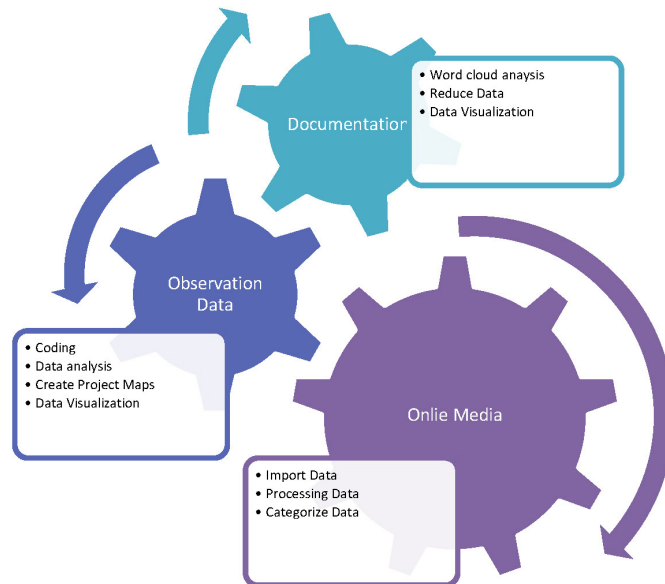 Documentation
• Word cloud anaysis
• Reduce Data
• Data Visualization
Observation
Data
• Coding
• Data analysis
• Create Project Maps
• Data Visualization
Onlie Media
• Import Data
• Processing Data
• Categorize Data